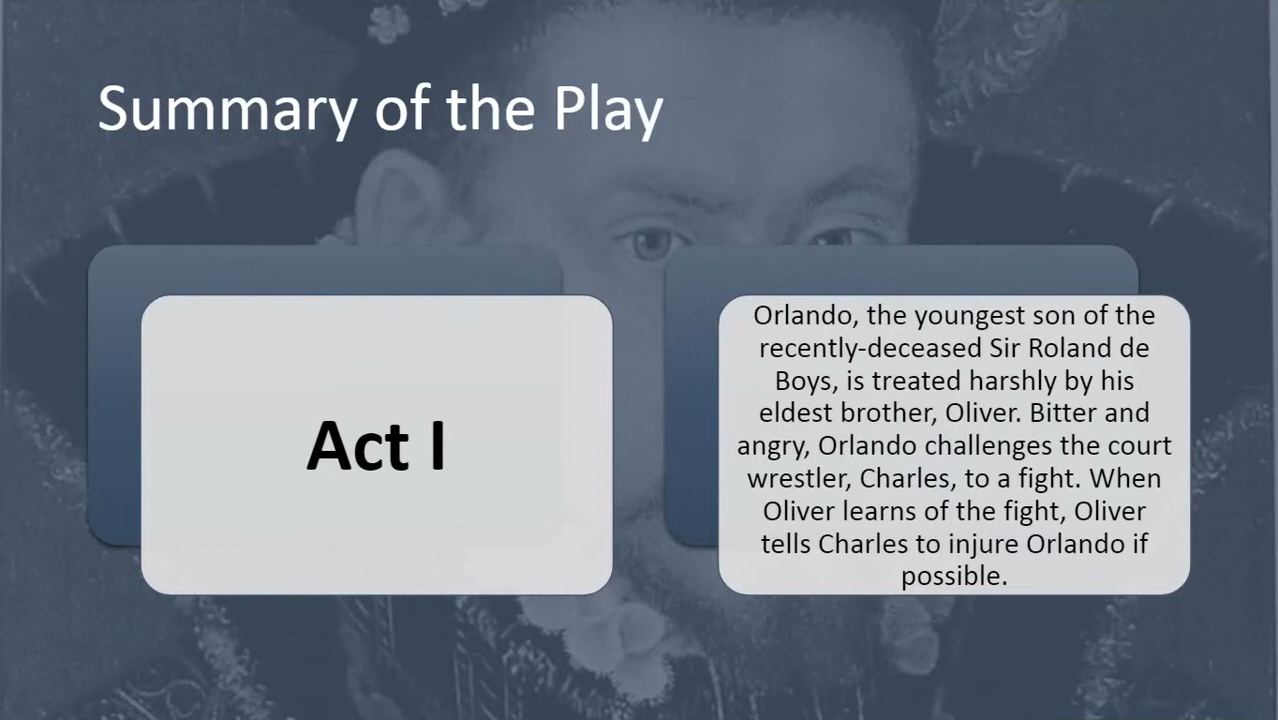 Summary of the Play
Act I
Orlando, the youngest son of the
recently-deceased Sir Roland de
Boys, is treated harshly by his
eldest brother, Oliver. Bitter and
angry, Orlando challenges the court
wrestler, Charles, to a fight. When
Oliver learns of the fight, Oliver
tells Charles to injure Orlando if
possible.